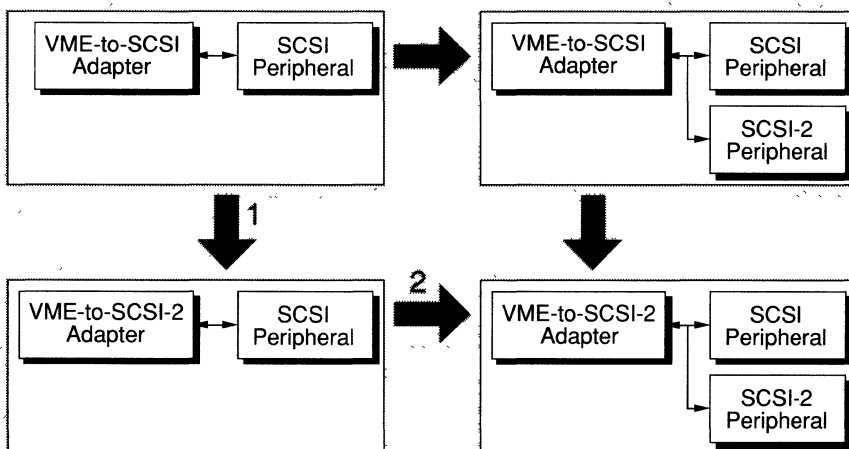 VME-to-SCSI
Adapter
SCSI
Peripheral
VME-to-SCSI
Adapter
SCSI
Peripheral
SCSI-2
Peripheral
1
VME-to-SCSI-2
Adapter
SCSI
Peripheral
2
VME-to-SCSI-2
Adapter
SCSI
Peripheral
SCSI-2
Peripheral